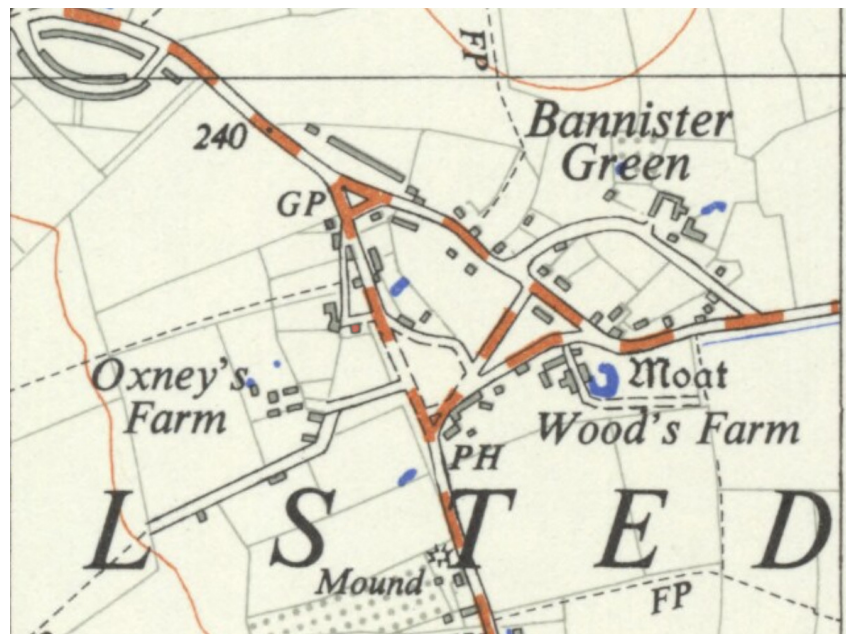 FP
Bannister
Green
240
GP
Oxney's
Farm
Moat
Wood's Farm
PH
L S T E D
Mound
FP